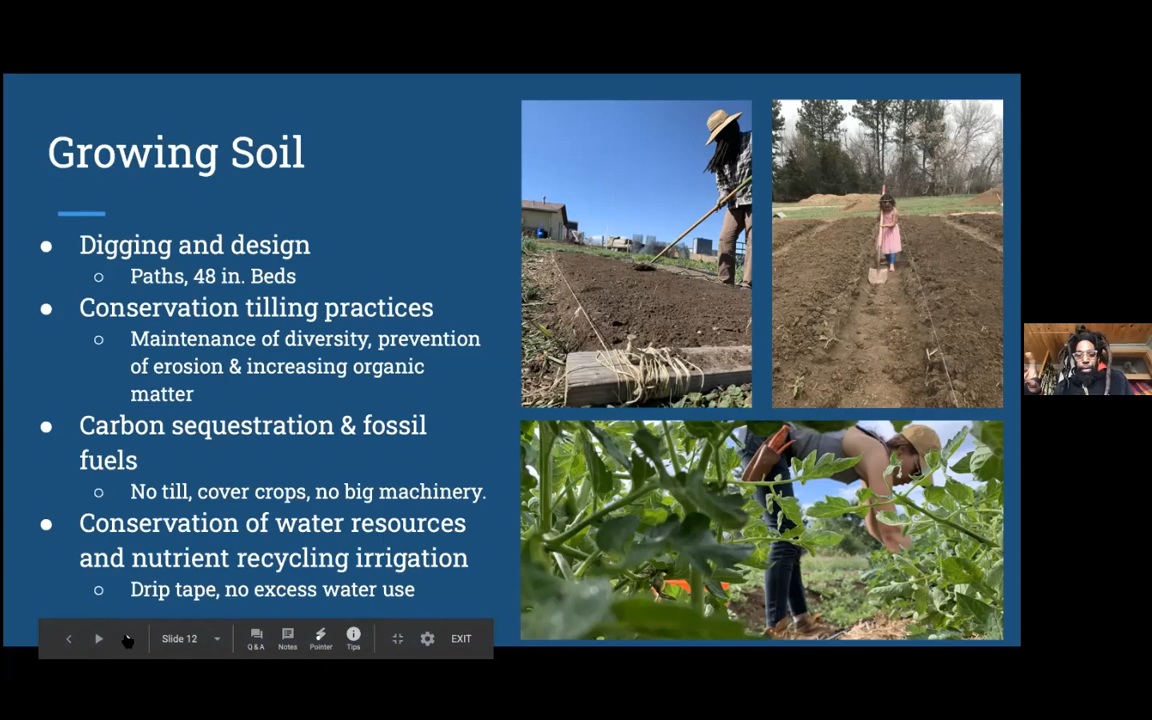 Growing Soil
● Digging and design
○ Paths, 48 in. Beds
● Conservation tilling practices
○ Maintenance of diversity, prevention
of erosion & increasing organic
matter
● Carbon sequestration & fossil
fuels
○ No till, cover crops, no big machinery.
● Conservation of water resources
and nutrient recycling irrigation
○ Drip tape, no excess water use
Slide 12
Q & A
Notes
Pointer
Tips
EXIT